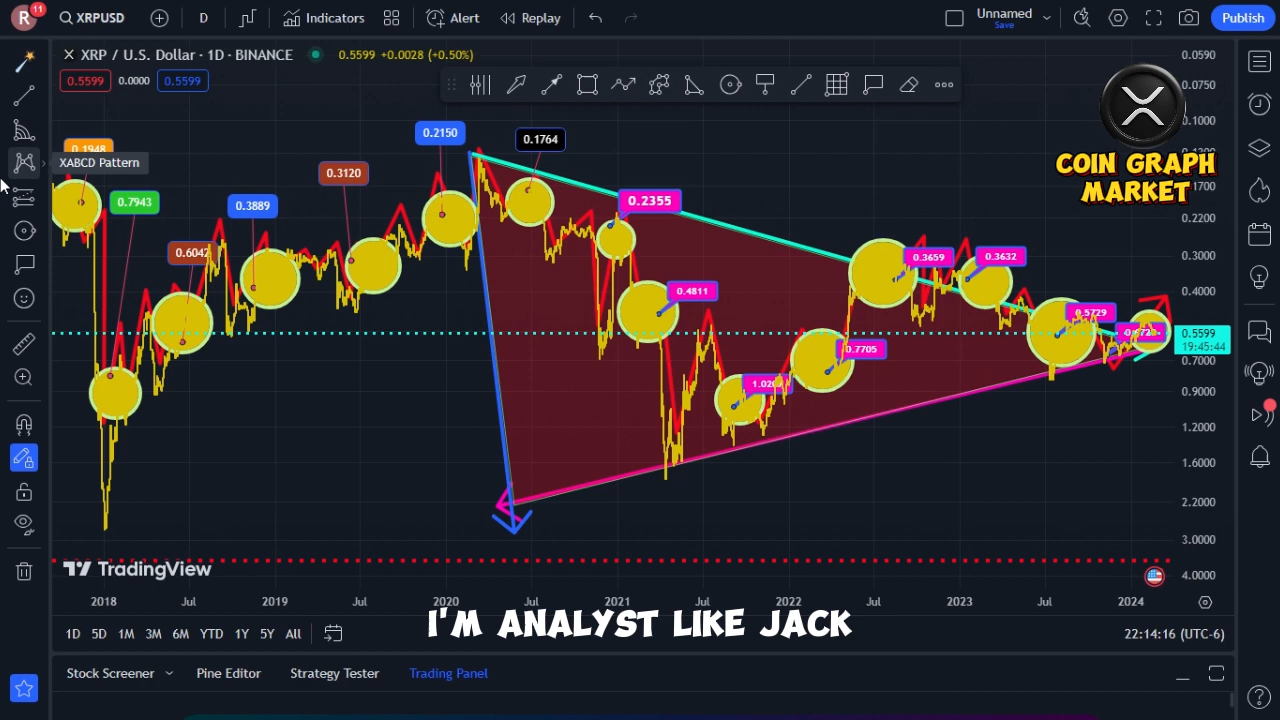 R 11 XRPUSD D Indicators Alert Replay Unnamed Save Publish
XRP / U.S. Dollar · 1D · BINANCE 0.5599 +0.0028 (+0.50%)
0.5599 0.0000 0.5599
COIN GRAPH
MARKET
XABCD Pattern
0.1948
0.7943
0.6042
0.3889
0.3120
0.2150
0.1764
0.2355
0.4811
1.02
0.7705
0.3659
0.3632
0.5729
0.0590
0.0750
0.1000
0.1700
0.2200
0.3000
0.4000
0.5599
19:45:44
0.7000
0.9000
1.2000
1.6000
2.2000
3.0000
4.0000
TradingView
2018 Jul 2019 Jul 2020 Jul 2021 Jul 2022 Jul 2023 Jul 2024
I'M ANALYST LIKE JACK
1D 5D 1M 3M 6M YTD 1Y 5Y All 22:14:16 (UTC-6)
Stock Screener Pine Editor Strategy Tester Trading Panel